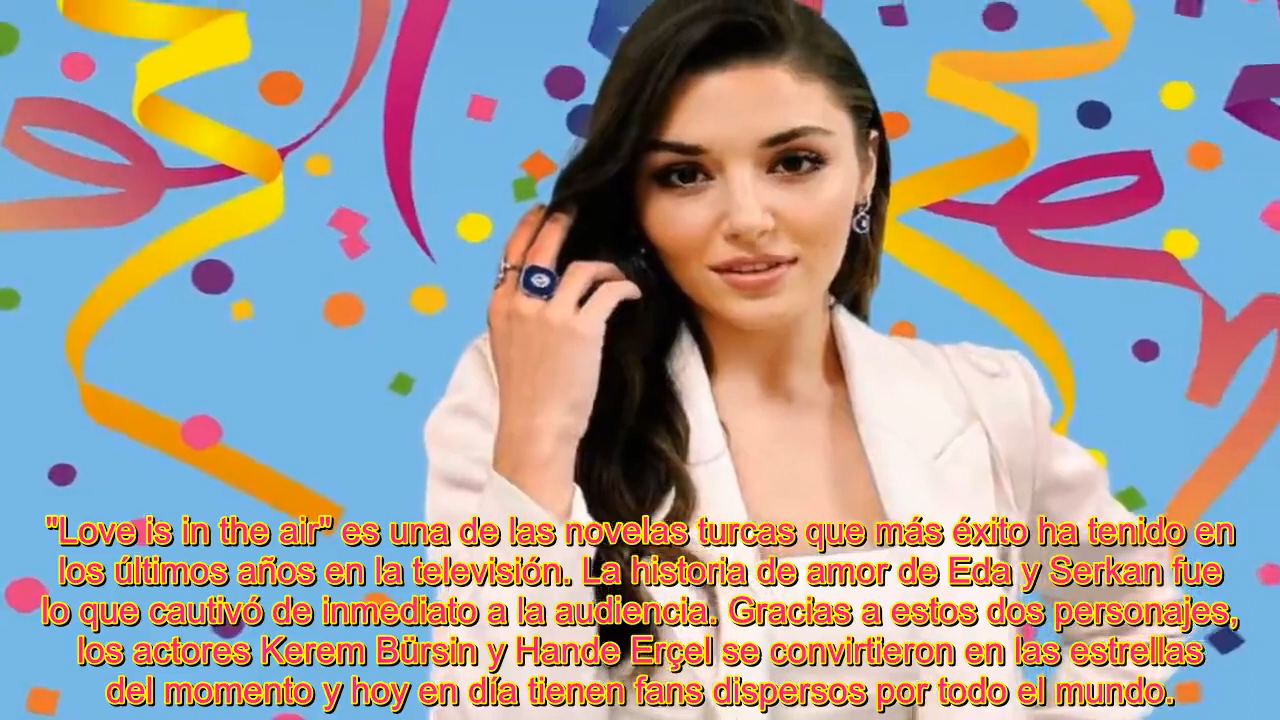 "Love is in the air" es una de las novelas turcas que más éxito ha tenido en
los últimos años en la televisión. La historia de amor de Eda y Serkan fue
lo que cautivó de inmediato a la audiencia. Gracias a estos dos personajes,
los actores Kerem Bürsin y Hande Erçel se convirtieron en las estrellas
del momento y hoy en día tienen fans dispersos por todo el mundo.